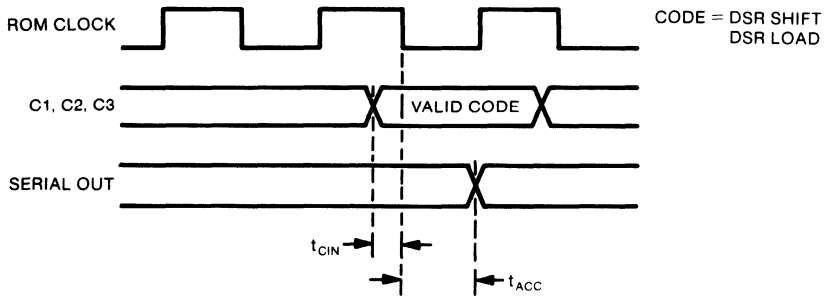 ROM CLOCK
CODE = DSR SHIFT
DSR LOAD
C1, C2, C3
VALID CODE
SERIAL OUT
tCIN
tACC